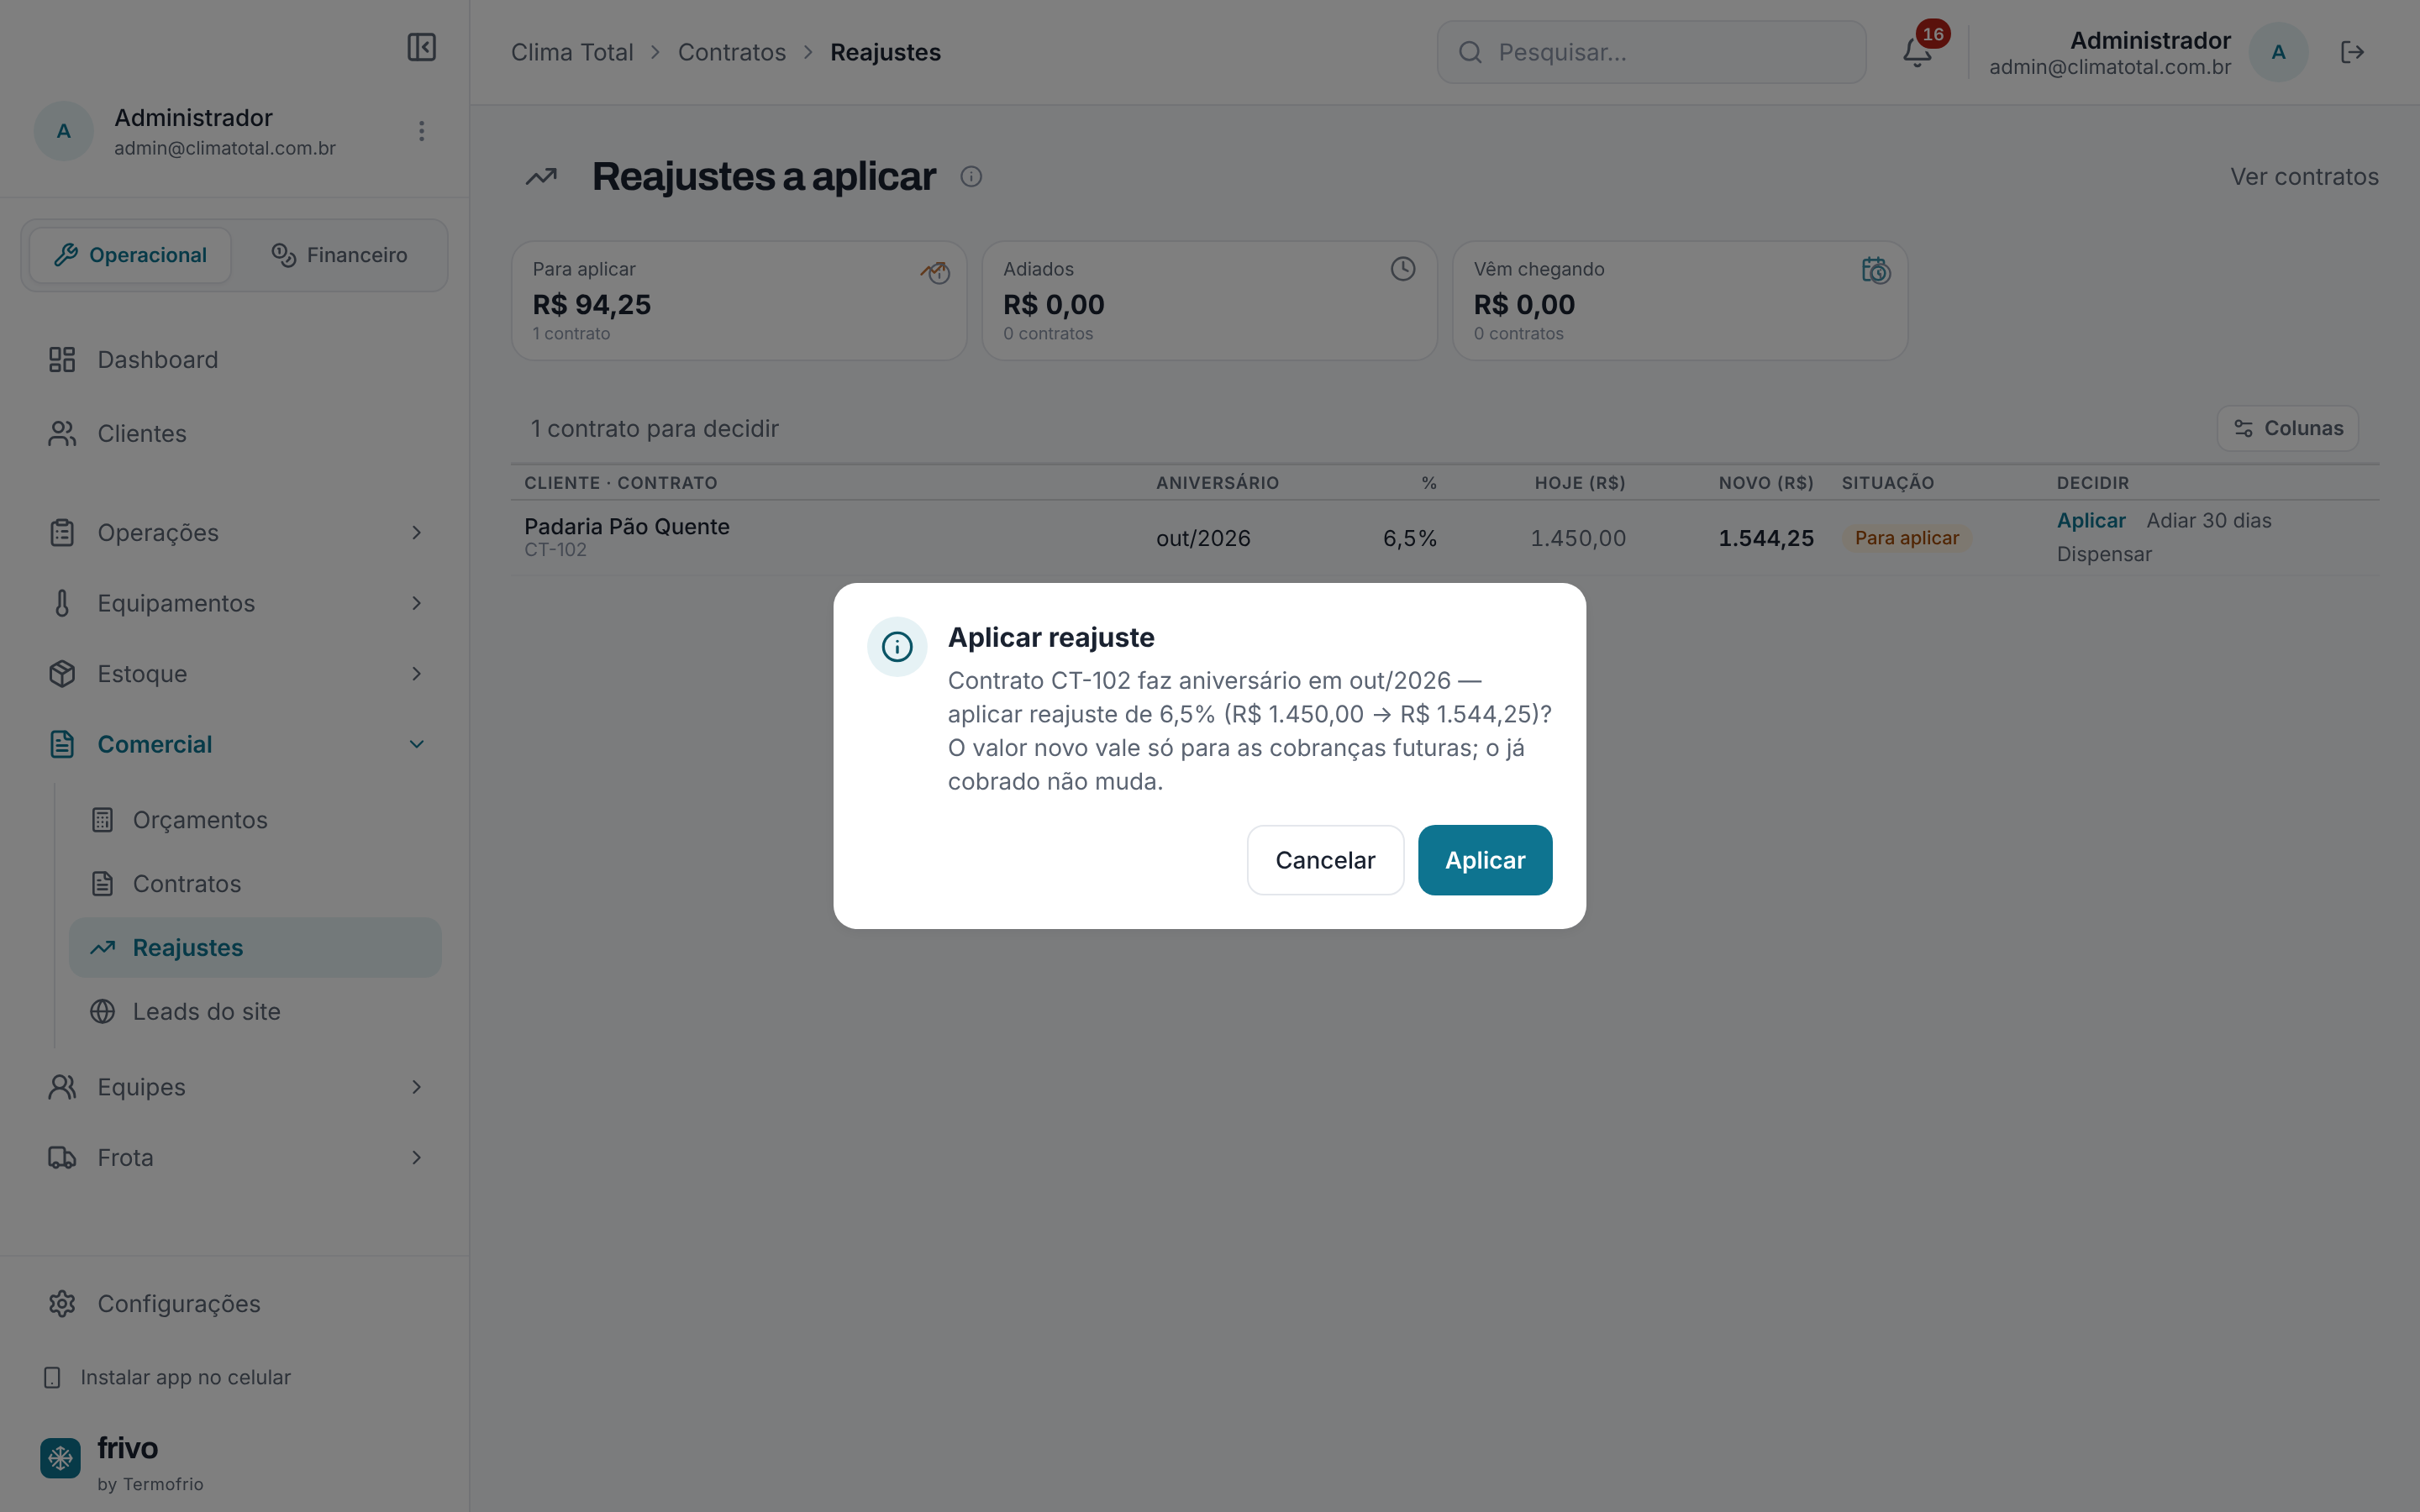 Administrador
admin@climatotal.com.br
A
Operacional
Financeiro
Dashboard
Clientes
Operações
Equipamentos
Estoque
Comercial
Orçamentos
Contratos
Reajustes
Leads do site
Equipes
Frota
Configurações
Instalar app no celular
frivo
by Termofrio
Clima Total > Contratos > Reajustes
Pesquisar...
16
Administrador
admin@climatotal.com.br
A
Reajustes a aplicar
Ver contratos
Para aplicar
R$ 94,25
1 contrato
Adiados
R$ 0,00
0 contratos
Vêm chegando
R$ 0,00
0 contratos
1 contrato para decidir
Colunas
CLIENTE · CONTRATO ANIVERSÁRIO % HOJE (R$) NOVO (R$) SITUAÇÃO DECIDIR
Padaria Pão Quente
CT-102
out/2026 6,5% 1.450,00 1.544,25 Para aplicar
Aplicar Adiar 30 dias
Dispensar
Aplicar reajuste
Contrato CT-102 faz aniversário em out/2026 —
aplicar reajuste de 6,5% (R$ 1.450,00 → R$ 1.544,25)?
O valor novo vale só para as cobranças futuras; o já
cobrado não muda.
Cancelar
Aplicar